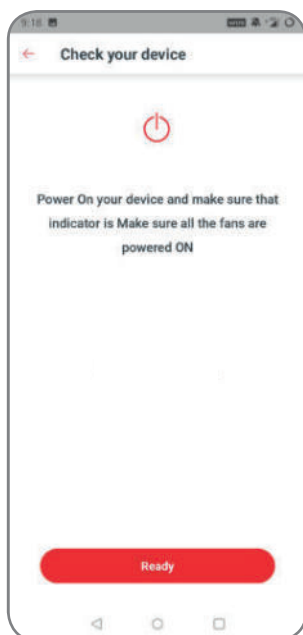 9:16
Check your device
Power On your device and make sure that
indicator is Make sure all the fans are
powered ON
Ready